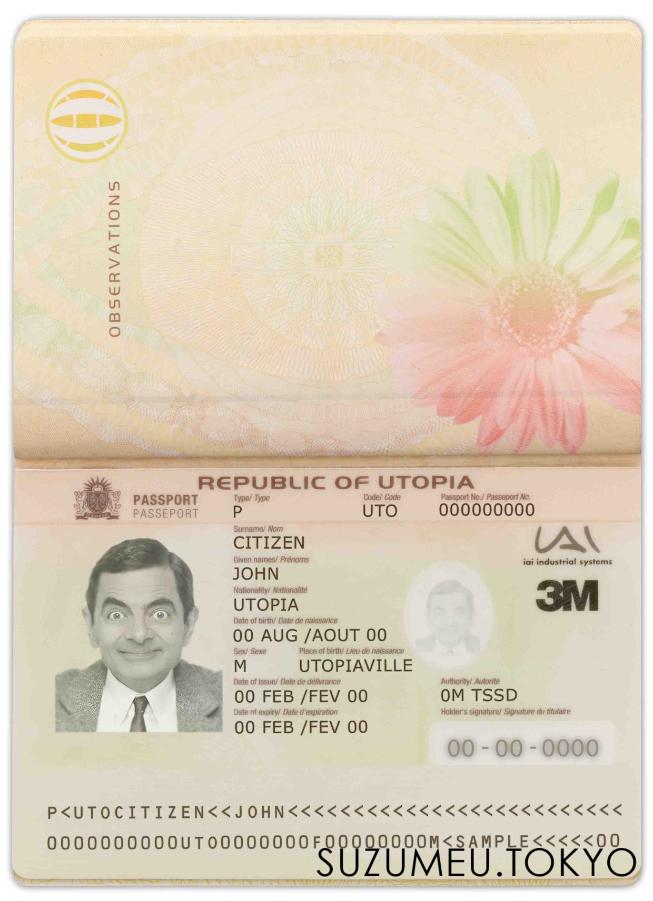 OBSERVATIONS
REPUBLIC OF UTOPIA
PASSPORT
PASSEPORT
Type/ Type
P
Code/ Code
UTO
Passport No./ Passeport No.
000000000
Surname/ Nom
CITIZEN
Given names/ Prénoms
JOHN
Nationality/ Nationalité
UTOPIA
Date of birth/ Date de naissance
00 AUG /AOUT 00
Sex/ Sexe
M
Place of birth/ Lieu de naissance
UTOPIAVILLE
Date of issue/ Date de délivrance
00 FEB /FEV 00
Date of expiry/ Date d'expiration
00 FEB /FEV 00
IAI
iai industrial systems
3M
Authority/ Autorité
0M TSSD
Holder's signature/ Signature du titulaire
00 - 00 - 0000
P<UTOCITIZEN<<JOHN<<<<<<<<<<<<<<<<<<<<<<<<<<
0000000000UTO0000000F00000000M<SAMPLE<<<<<00
SUZUMEU.TOKYO